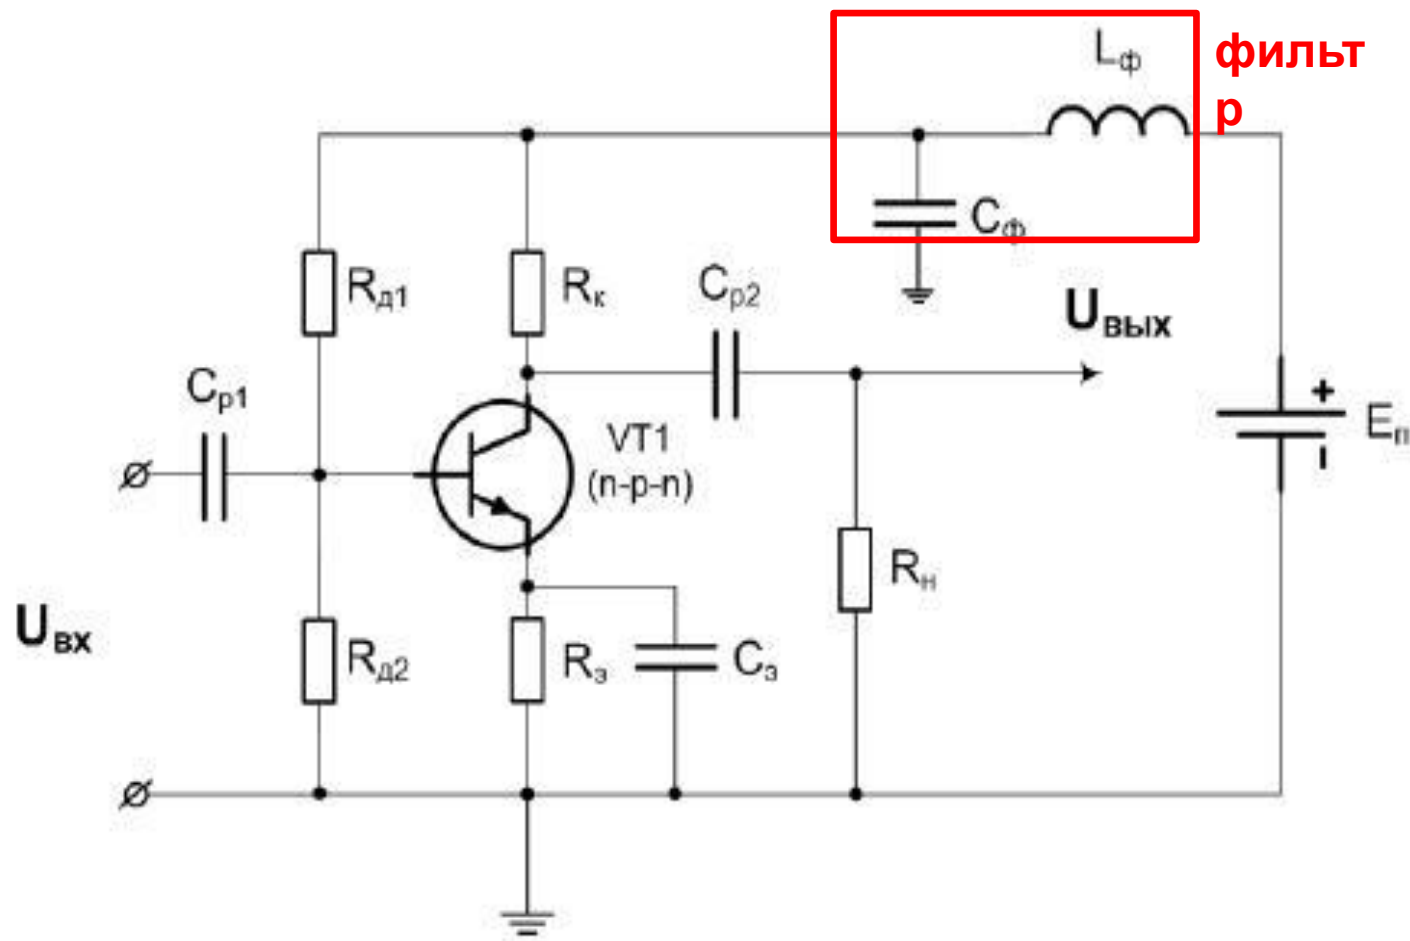 Lф
фильт
р
Cф
Rд1
Rк
Cр2
Uвых
Cр1
+
Eп
VT1
(n-p-n)
Rн
Uвх
Rд2
Rэ
Cэ